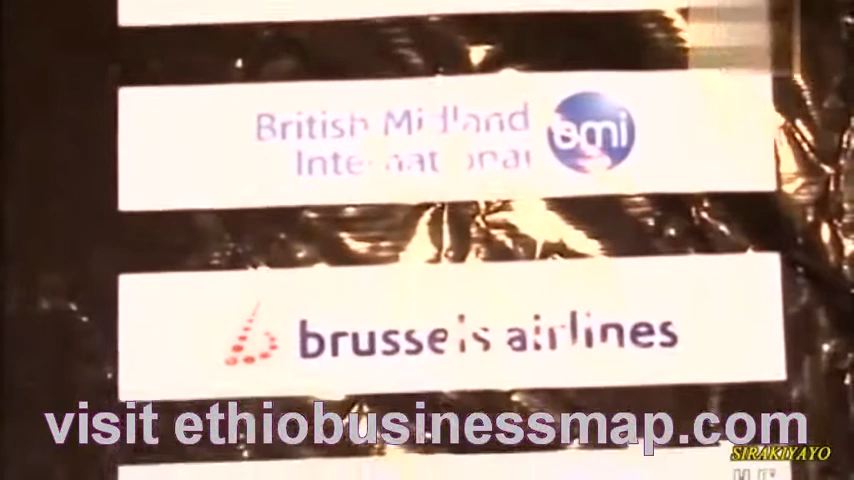 British Midland
International
bmi
brussels airlines
visit ethiobusinessmap.com
SIRAKIYAYO